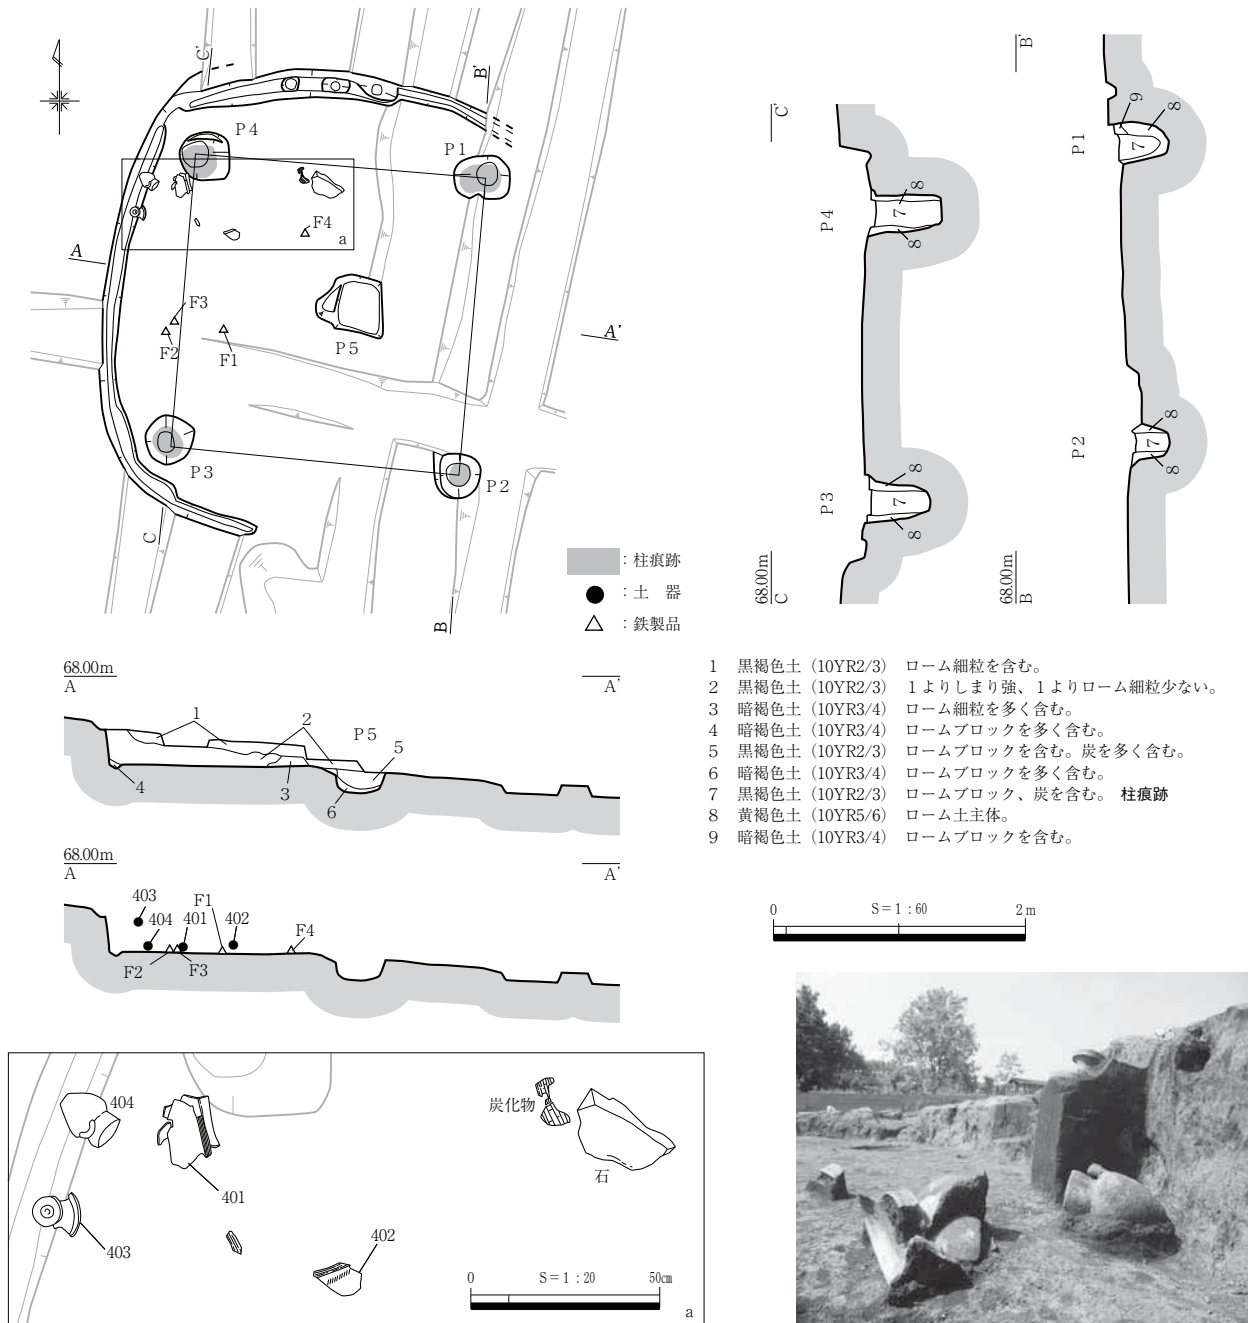 C'
B'
P4
P1
F4
a
A
F3
F2
F1
P5
A'
P3
P2
C
B
：柱痕跡
：土　器
：鉄製品
C'
P4
8
7
8
P3
8
7
8
68.00m
C
B'
P1
9
8
7
P2
8
7
8
68.00m
B
68.00m
A
A'
1
2
P5
5
4
3
6
1　黒褐色土（10YR2/3）　ローム細粒を含む。
2　黒褐色土（10YR2/3）　１よりしまり強、１よりローム細粒少ない。
3　暗褐色土（10YR3/4）　ローム細粒を多く含む。
4　暗褐色土（10YR3/4）　ロームブロックを多く含む。
5　黒褐色土（10YR2/3）　ロームブロックを含む。炭を多く含む。
6　暗褐色土（10YR3/4）　ロームブロックを多く含む。
7　黒褐色土（10YR2/3）　ロームブロック、炭を含む。　柱痕跡
8　黄褐色土（10YR5/6）　ローム土主体。
9　暗褐色土（10YR3/4）　ロームブロックを含む。
68.00m
A
A'
403
404
401
F1
402
F4
F2
F3
0　S＝1：60　2m
404
401
403
402
炭化物
石
0　S＝1：20　50㎝
a